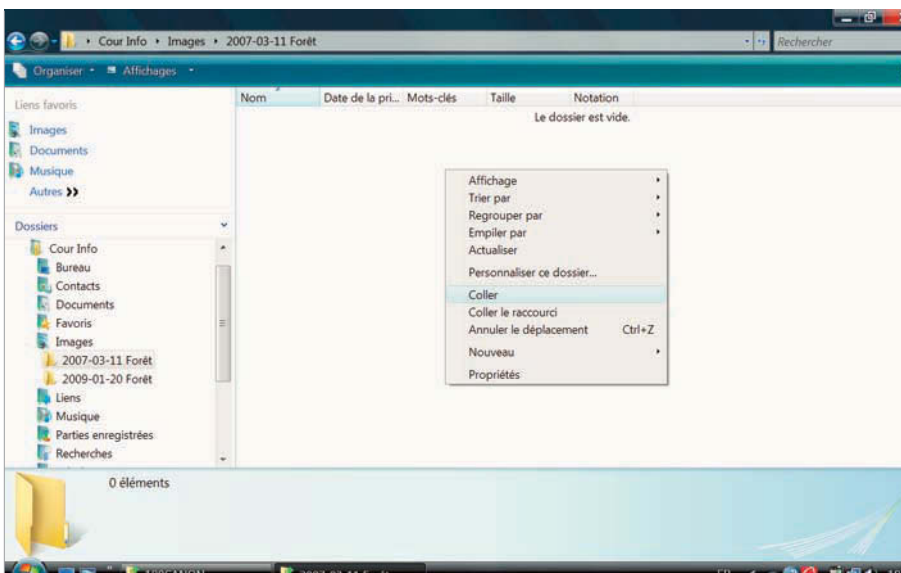 Cour Info Images 2007-03-11 Forêt Rechercher
Organiser Affichages
Liens favoris
Images
Documents
Musique
Autres
Dossiers
Cour Info
Bureau
Contacts
Documents
Favoris
Images
2007-03-11 Forêt
2009-01-20 Forêt
Liens
Musique
Parties enregistrées
Recherches
Nom Date de la pri... Mots-clés Taille Notation
Le dossier est vide.
Affichage
Trier par
Regrouper par
Empiler par
Actualiser
Personnaliser ce dossier...
Coller
Coller le raccourci
Annuler le déplacement Ctrl+Z
Nouveau
Propriétés
0 éléments